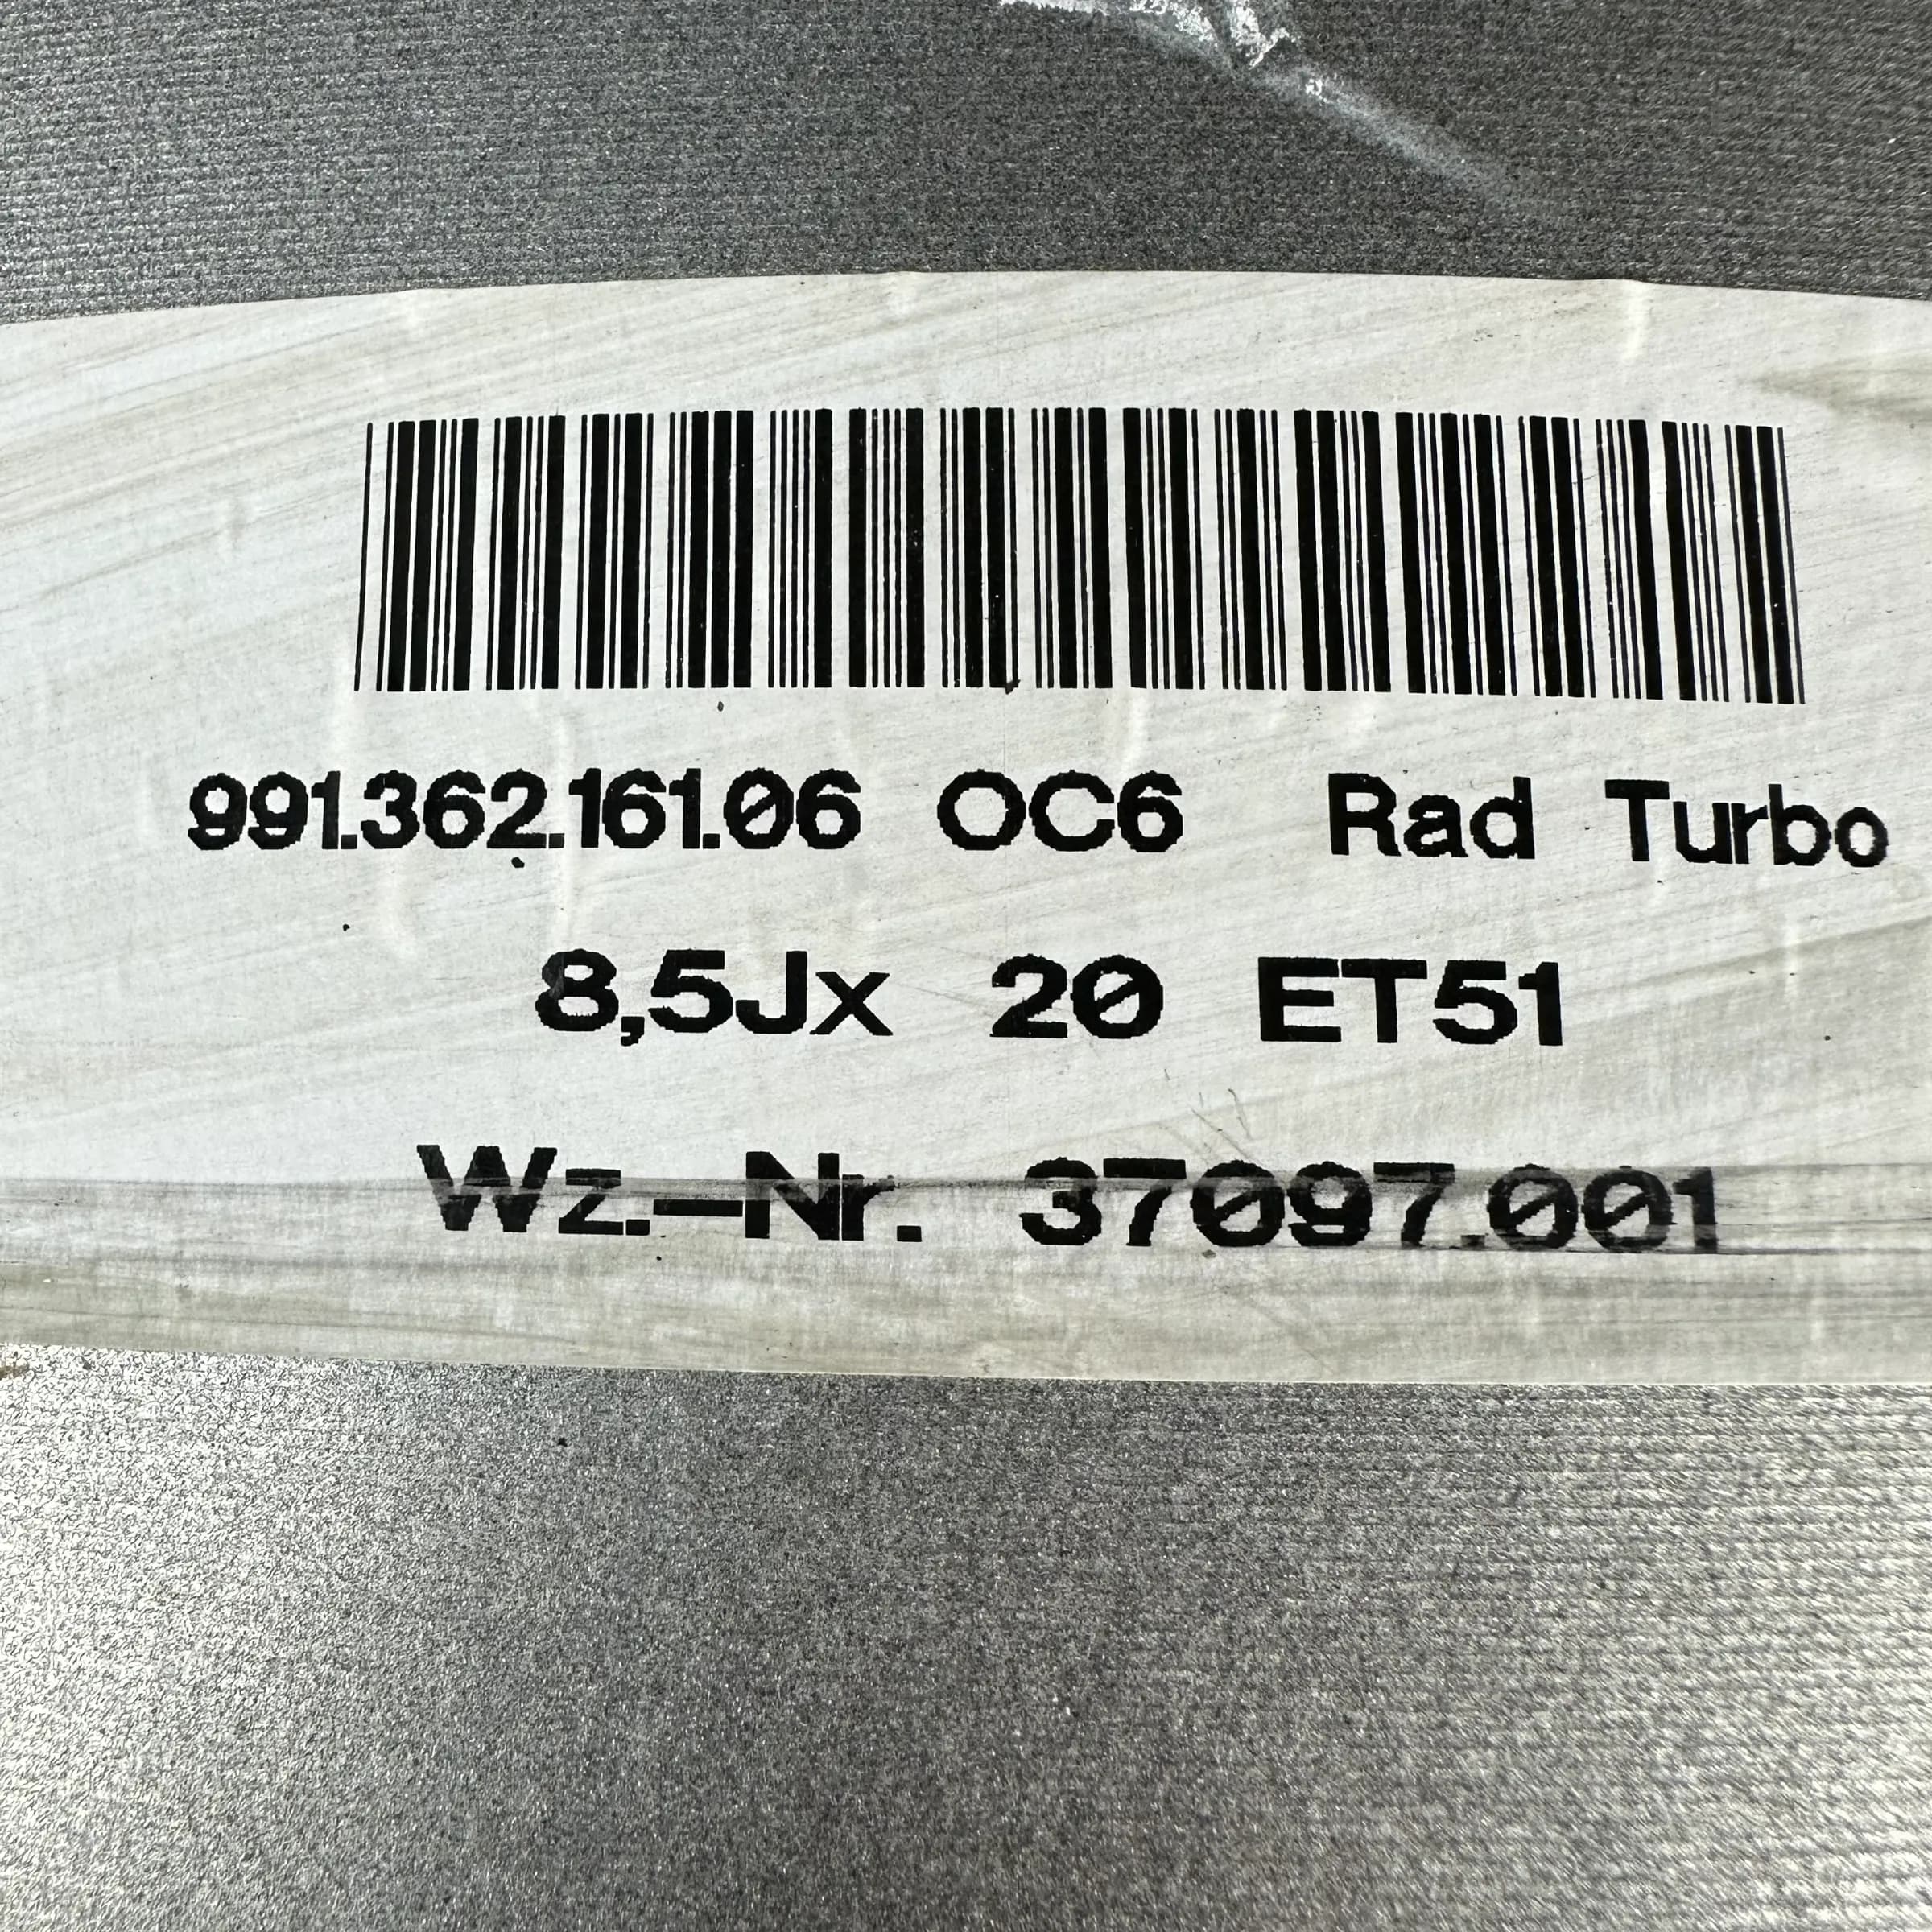 991.362.161.06 OC6 Rad Turbo
8,5Jx 20 ET51
Wz.-Nr. 37097.001